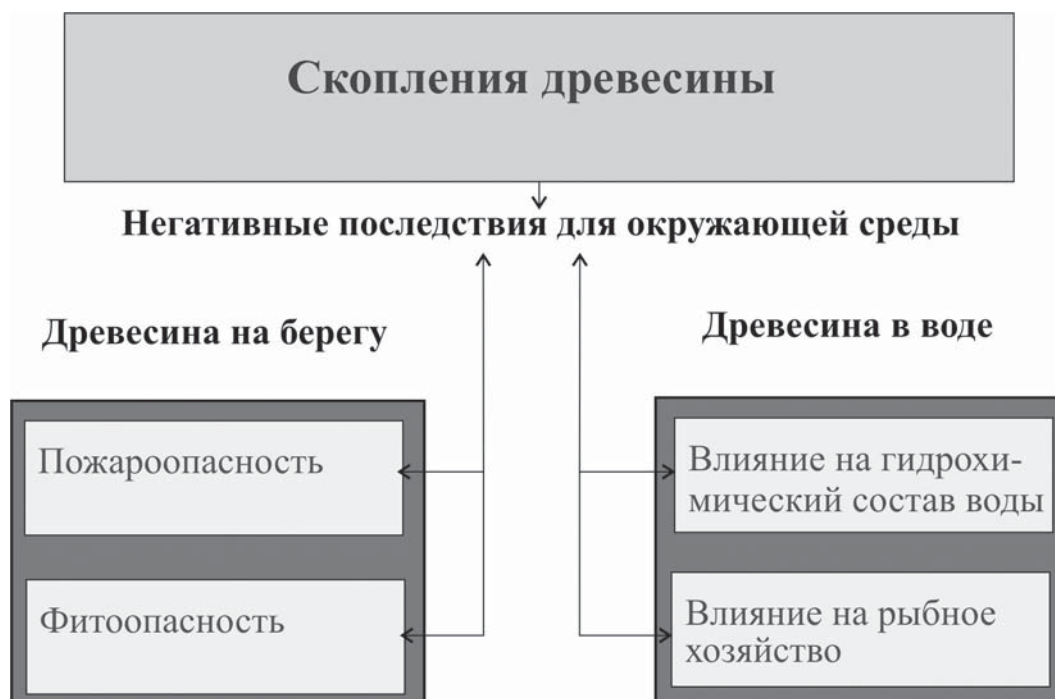 Скопления древесины
Негативные последствия для окружающей среды
Древесина на берегу
Пожароопасность
Фитоопасность
Древесина в воде
Влияние на гидрохи-
мический состав воды
Влияние на рыбное
хозяйство